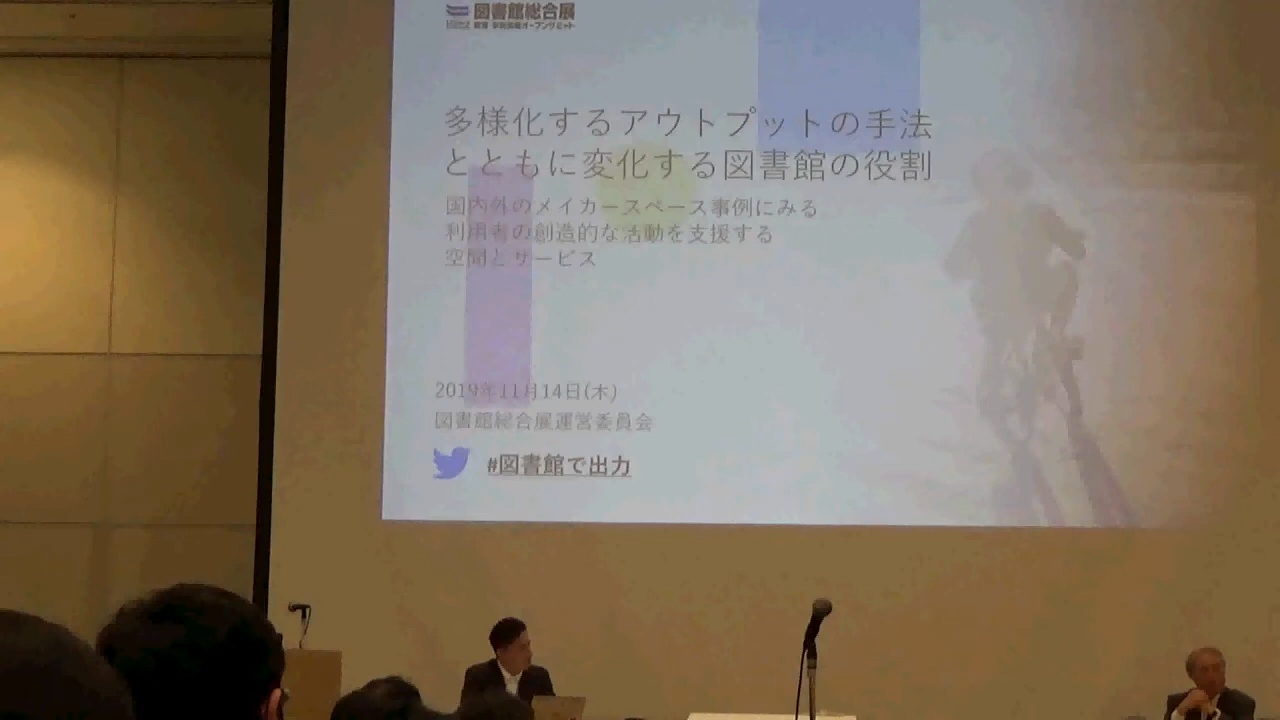 図書館総合展
多様化するアウトプットの手法
とともに変化する図書館の役割
国内外のメイカースペース事例にみる
利用者の創造的な活動を支援する
空間とサービス
2019年11月14日(木)
図書館総合展運営委員会
#図書館で出力